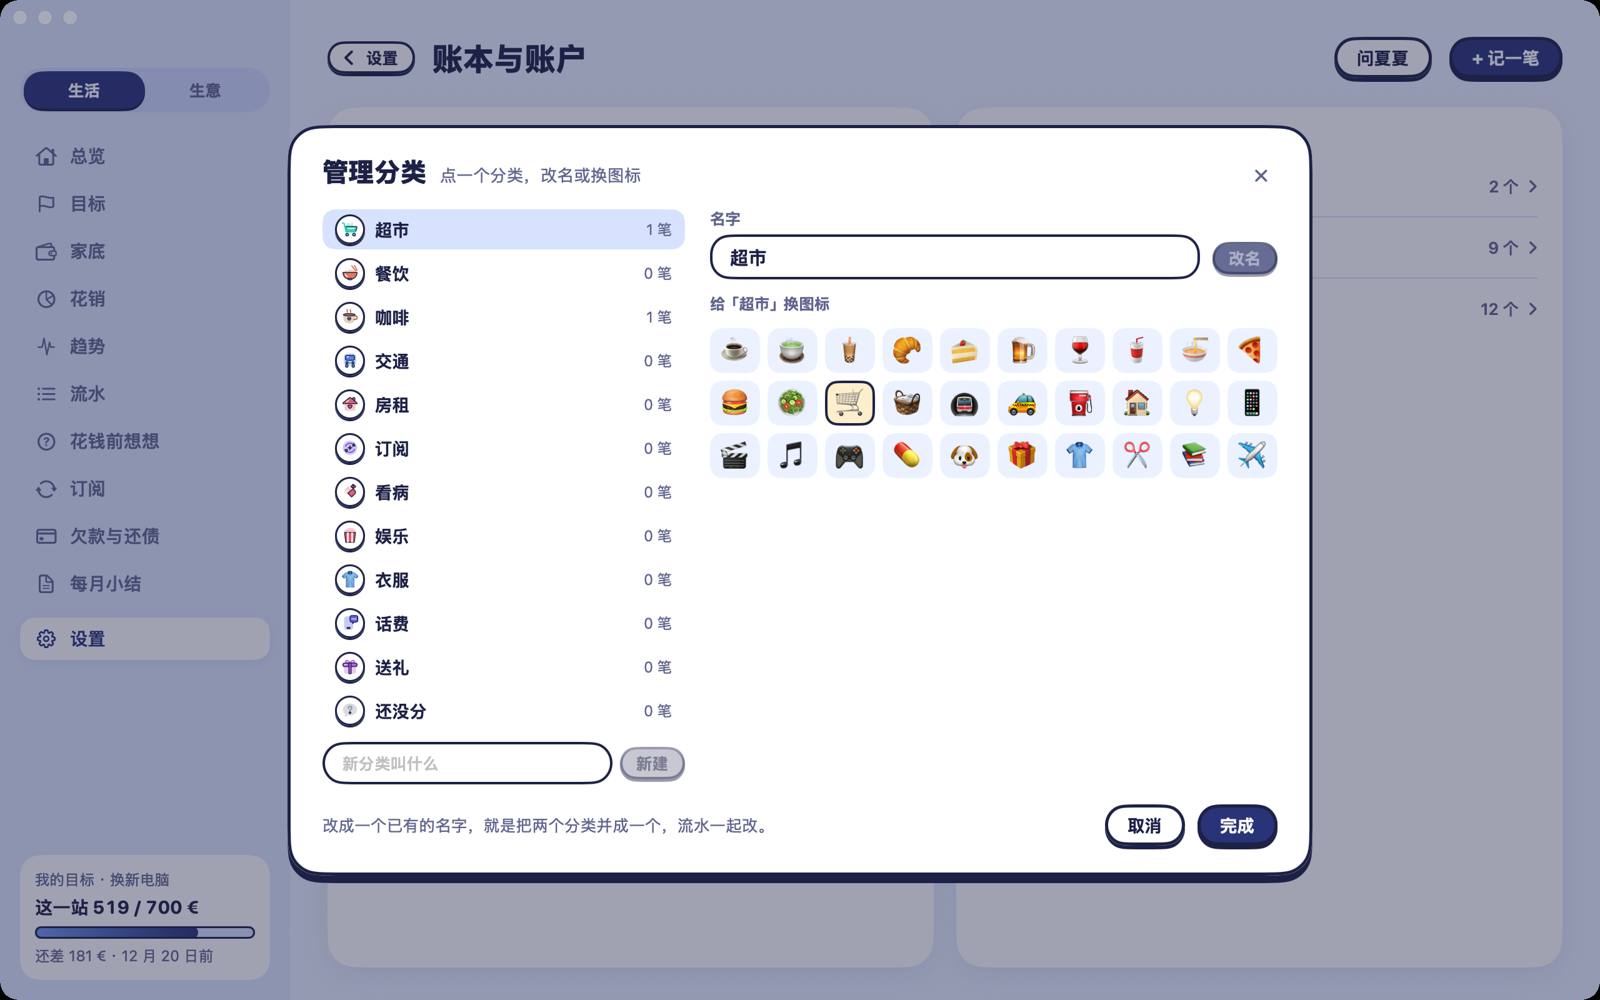 设置
账本与账户
问夏夏
+ 记一笔
生活
生意
总览
目标
家底
花销
趋势
流水
花钱前想想
订阅
欠款与还债
每月小结
设置
我的目标 · 换新电脑
这一站 519 / 700 €
还差 181 € · 12 月 20 日前
2 个
9 个
12 个
管理分类 点一个分类，改名或换图标
超市 1 笔
餐饮 0 笔
咖啡 1 笔
交通 0 笔
房租 0 笔
订阅 0 笔
看病 0 笔
娱乐 0 笔
衣服 0 笔
话费 0 笔
送礼 0 笔
还没分 0 笔
新分类叫什么
新建
名字
超市
改名
给「超市」换图标
改成一个已有的名字，就是把两个分类并成一个，流水一起改。
取消
完成